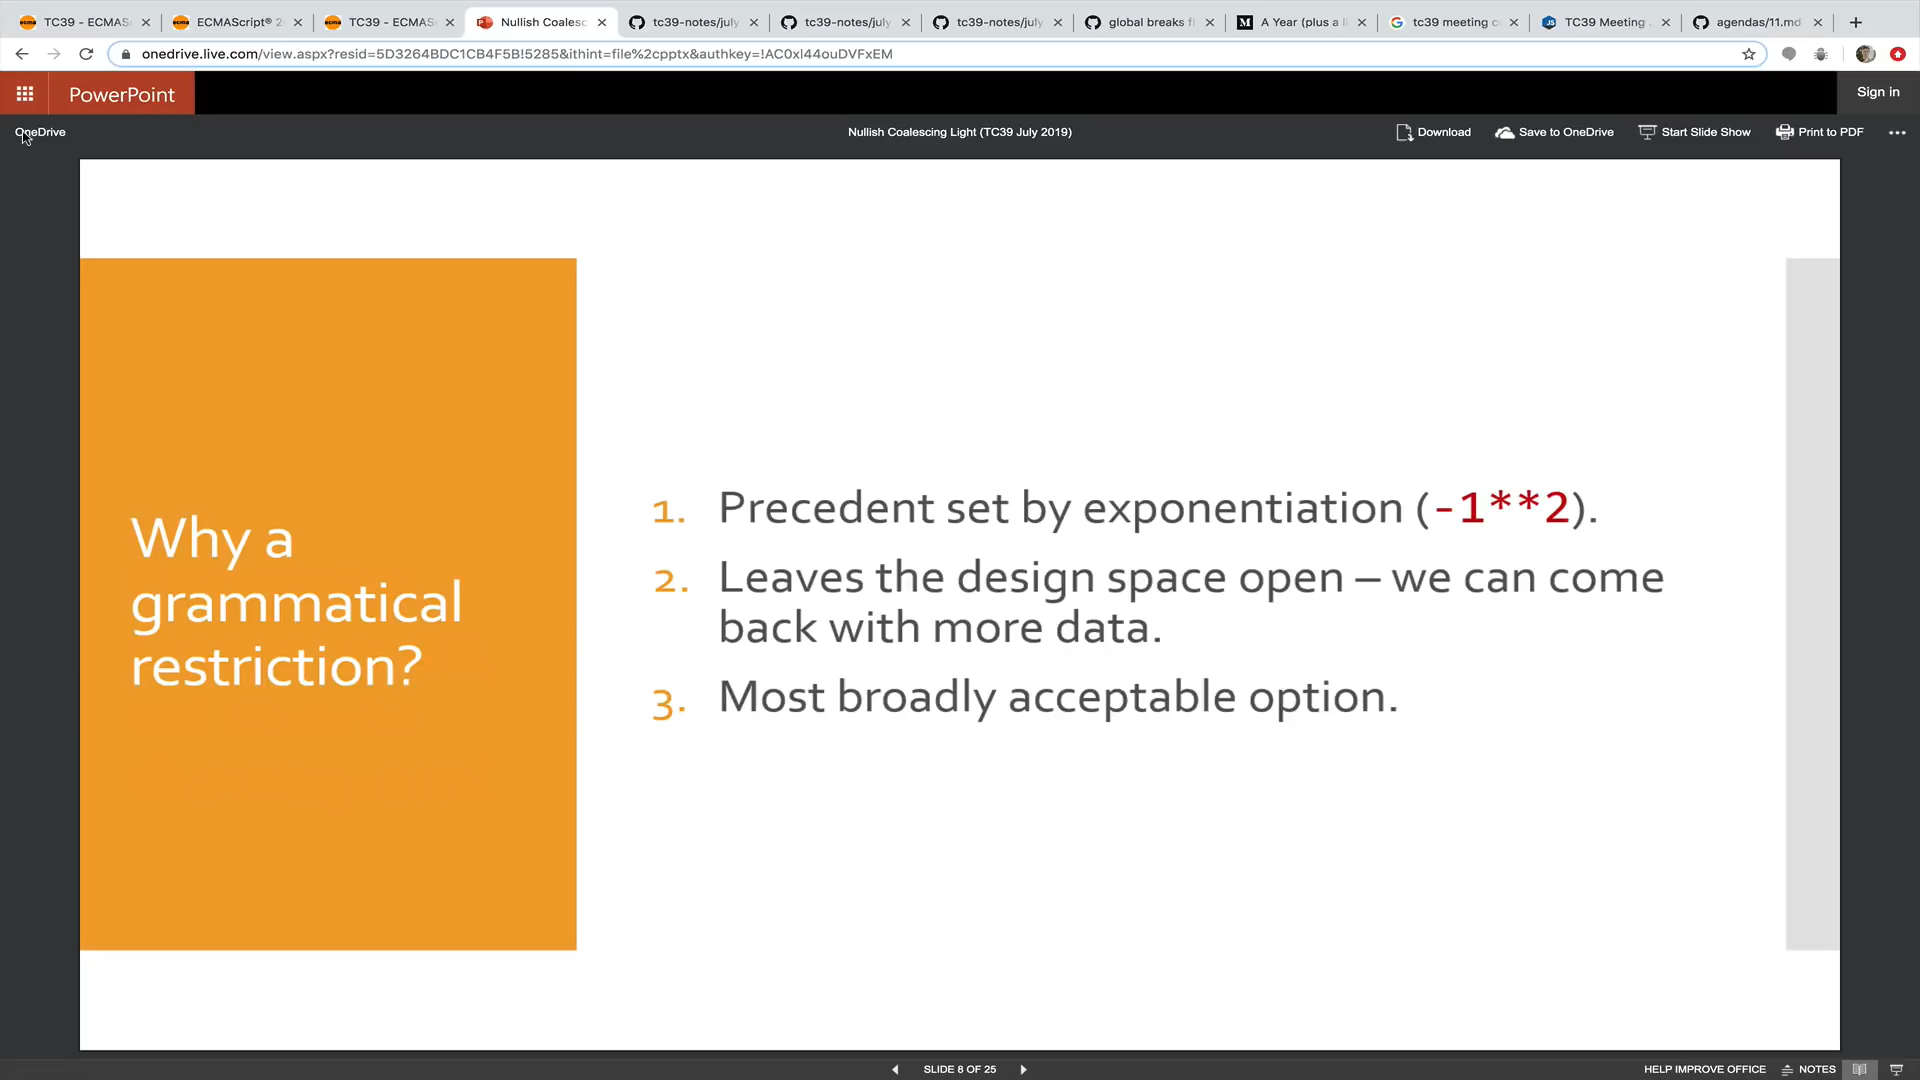 TC39 - ECMAS
ECMAScript® 2
TC39 - ECMAS
Nullish Coalesc
tc39-notes/july
tc39-notes/july
tc39-notes/july
global breaks f
A Year (plus a l
tc39 meeting c
TC39 Meeting
agendas/11.md
onedrive.live.com/view.aspx?resid=5D3264BDC1CB4F5B!5285&ithint=file%2cpptx&authkey=!AC0xl44ouDVFxEM
PowerPoint
Sign in
OneDrive
Nullish Coalescing Light (TC39 July 2019)
Download
Save to OneDrive
Start Slide Show
Print to PDF
Why a
grammatical
restriction?
1. Precedent set by exponentiation (-1**2).
2. Leaves the design space open – we can come
back with more data.
3. Most broadly acceptable option.
SLIDE 8 OF 25
HELP IMPROVE OFFICE
NOTES